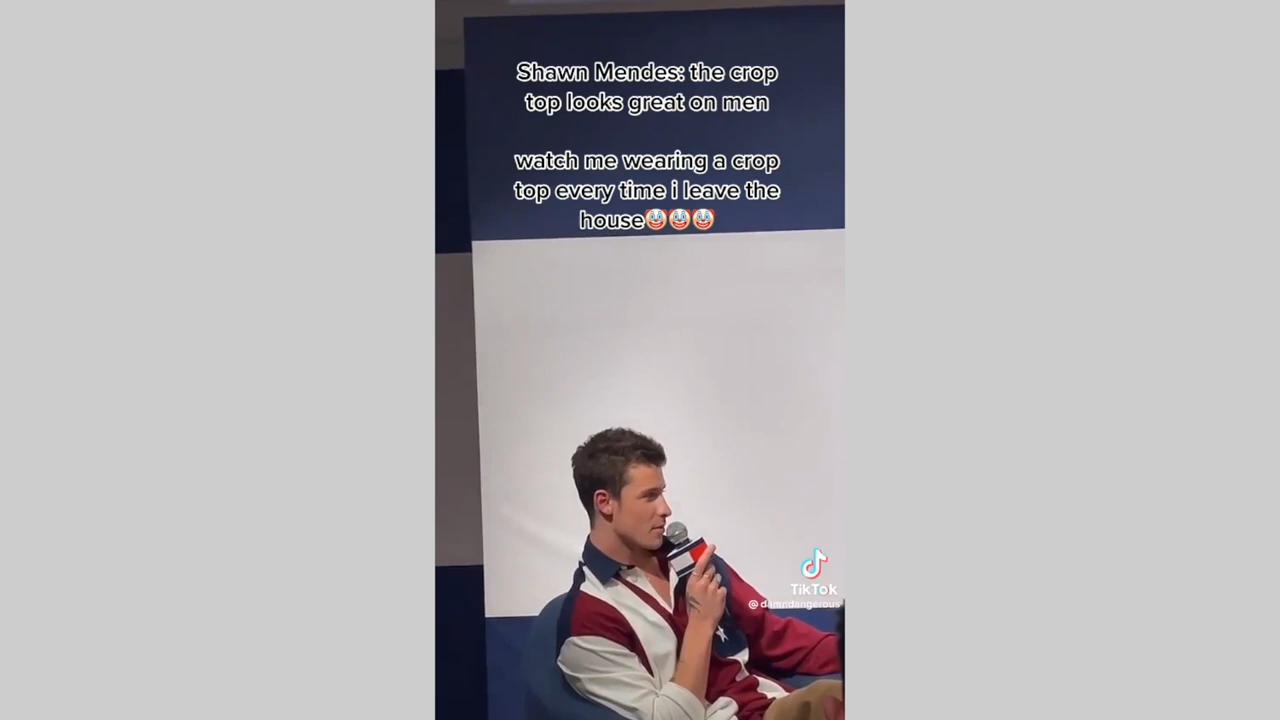 Shawn Mendes: the crop
top looks great on men
watch me wearing a crop
top every time i leave the
house🤡🤡🤡
TikTok
@damndangerous